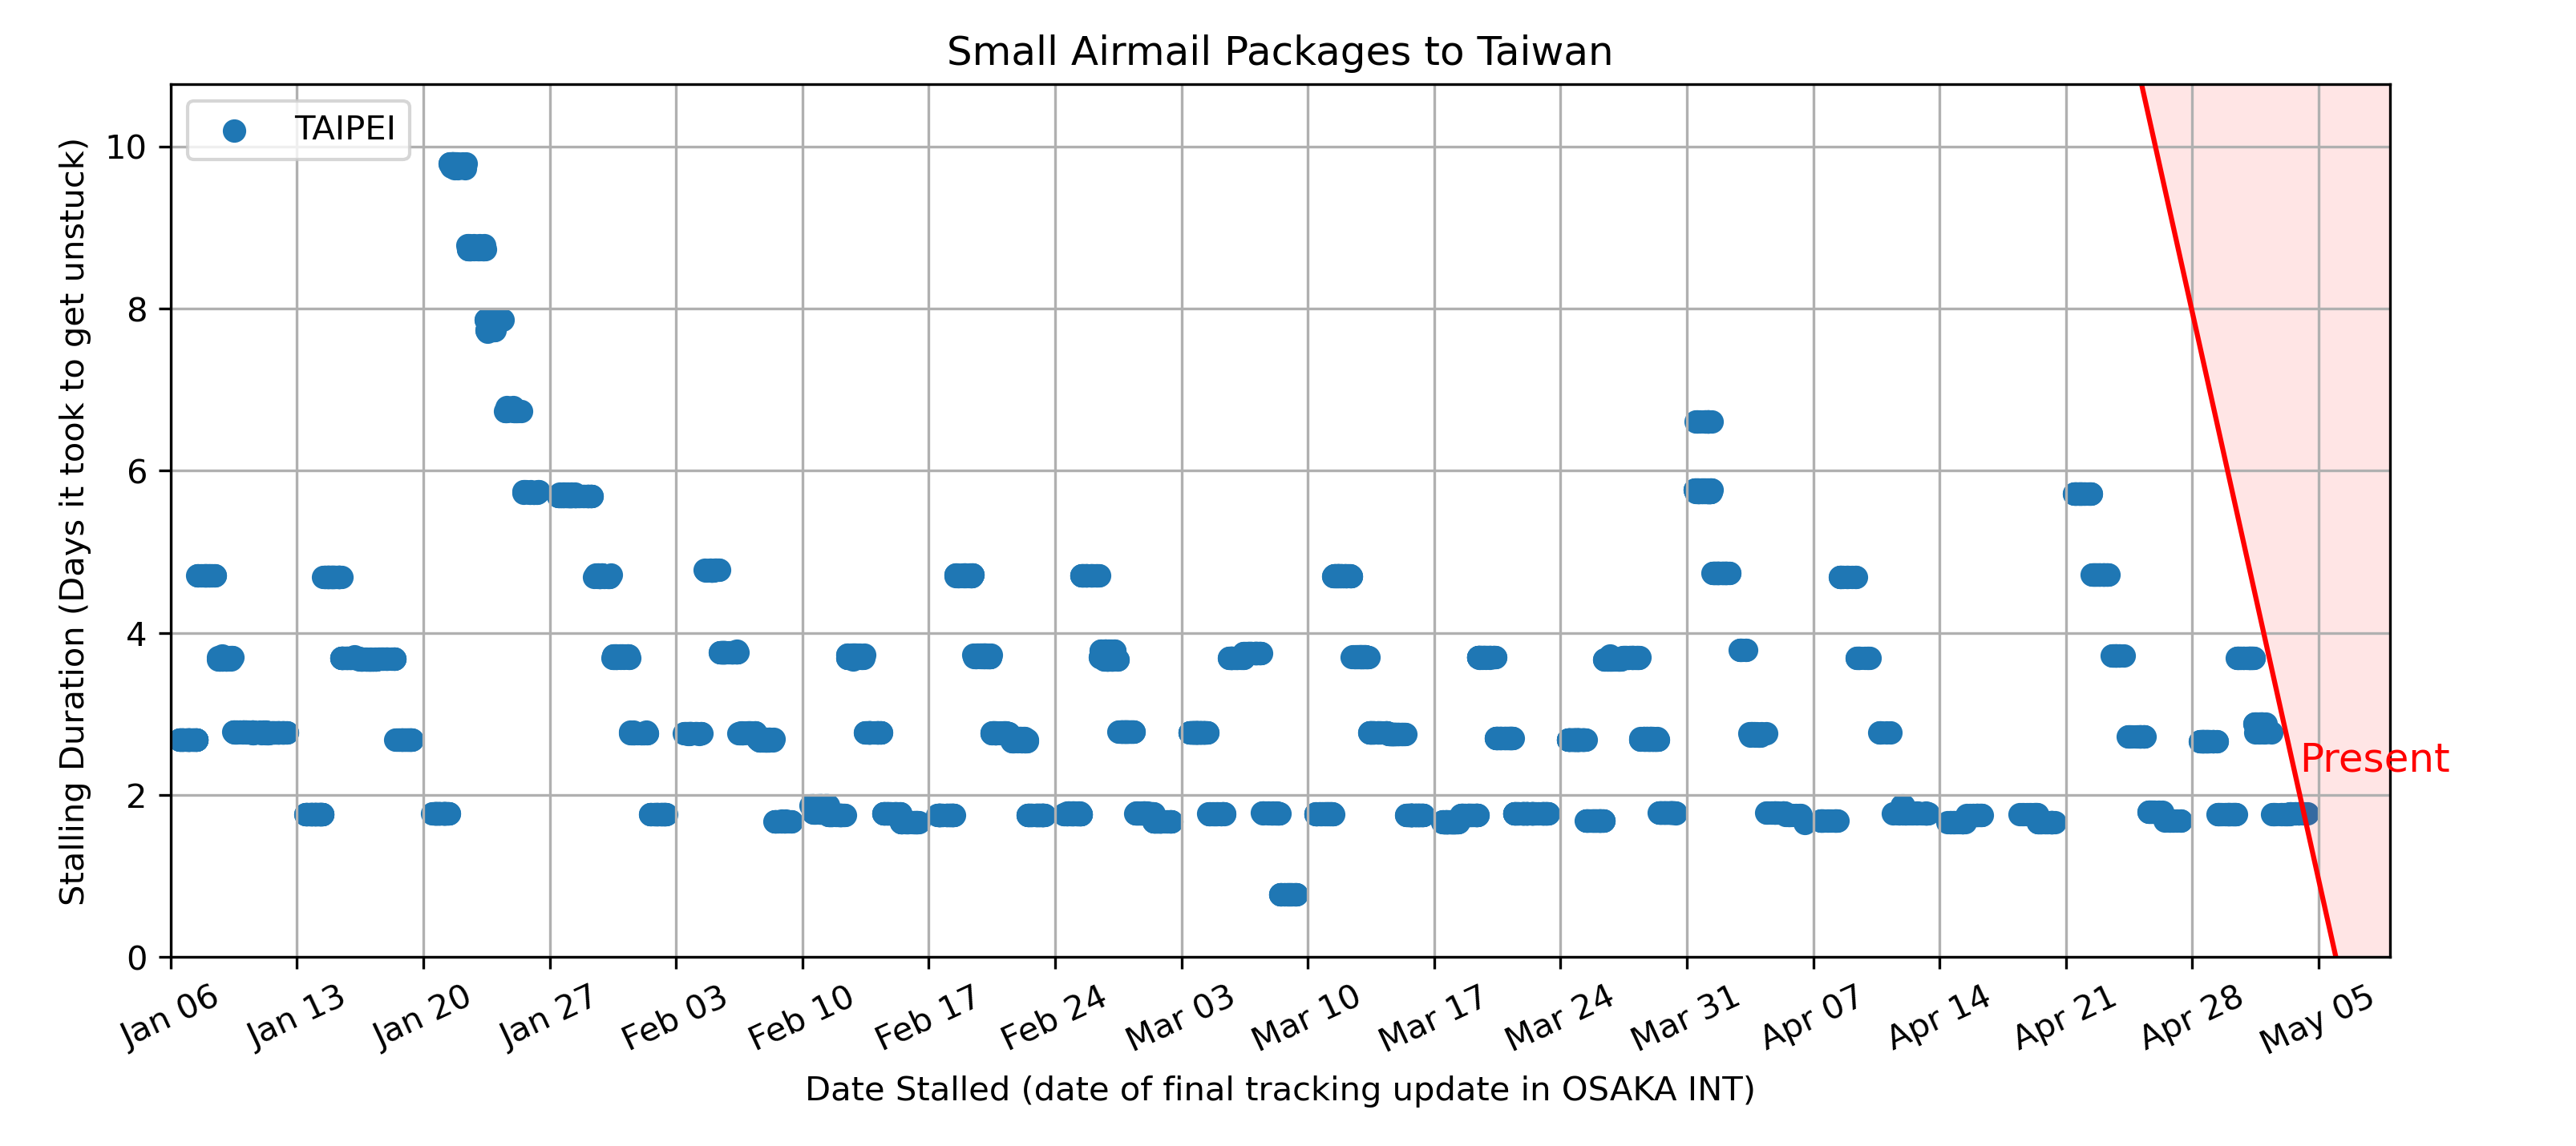 Small Airmail Packages to Taiwan
TAIPEI
Stalling Duration (Days it took to get unstuck)
10
8
6
4
2
0
Present
Jan 06
Jan 13
Jan 20
Jan 27
Feb 03
Feb 10
Feb 17
Feb 24
Mar 03
Mar 10
Mar 17
Mar 24
Mar 31
Apr 07
Apr 14
Apr 21
Apr 28
May 05
Date Stalled (date of final tracking update in OSAKA INT)